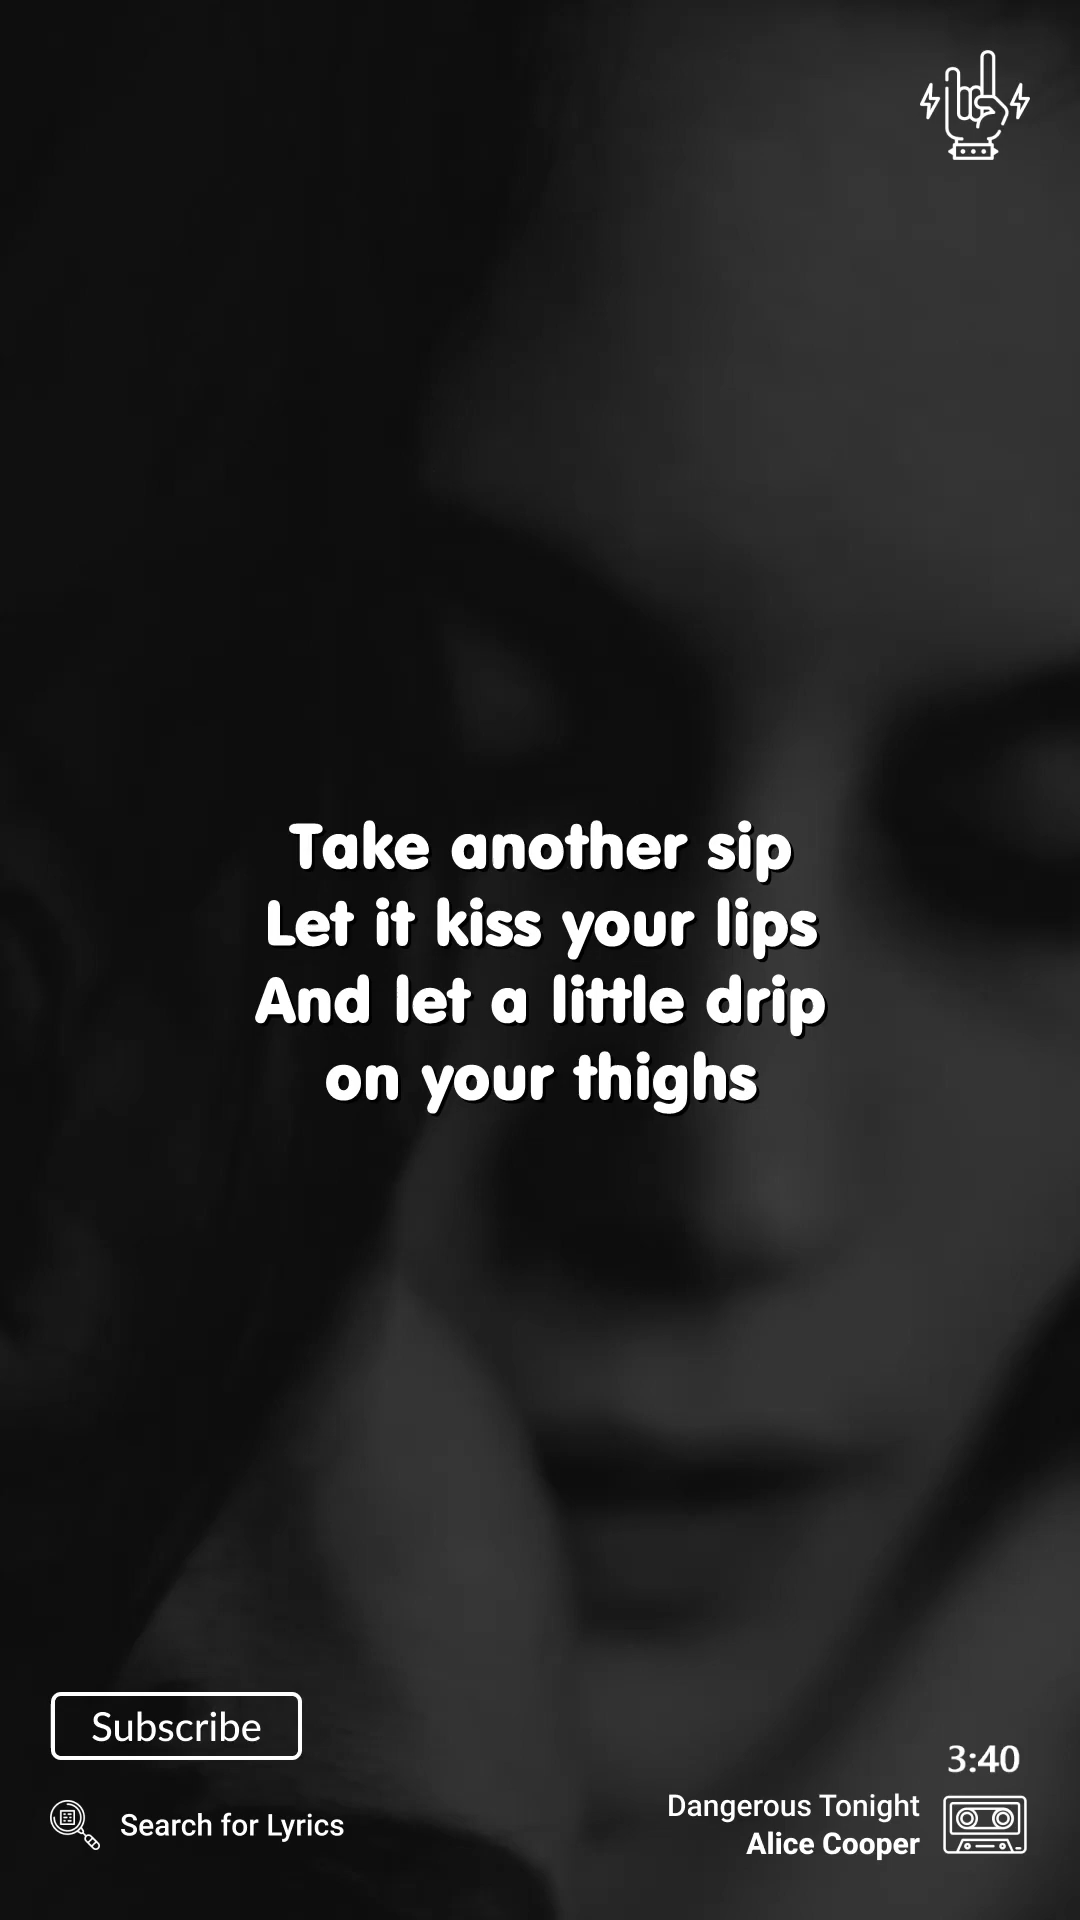 Take another sip
Let it kiss your lips
And let a little drip
on your thighs
Subscribe
Search for Lyrics
3:40
Dangerous Tonight
Alice Cooper